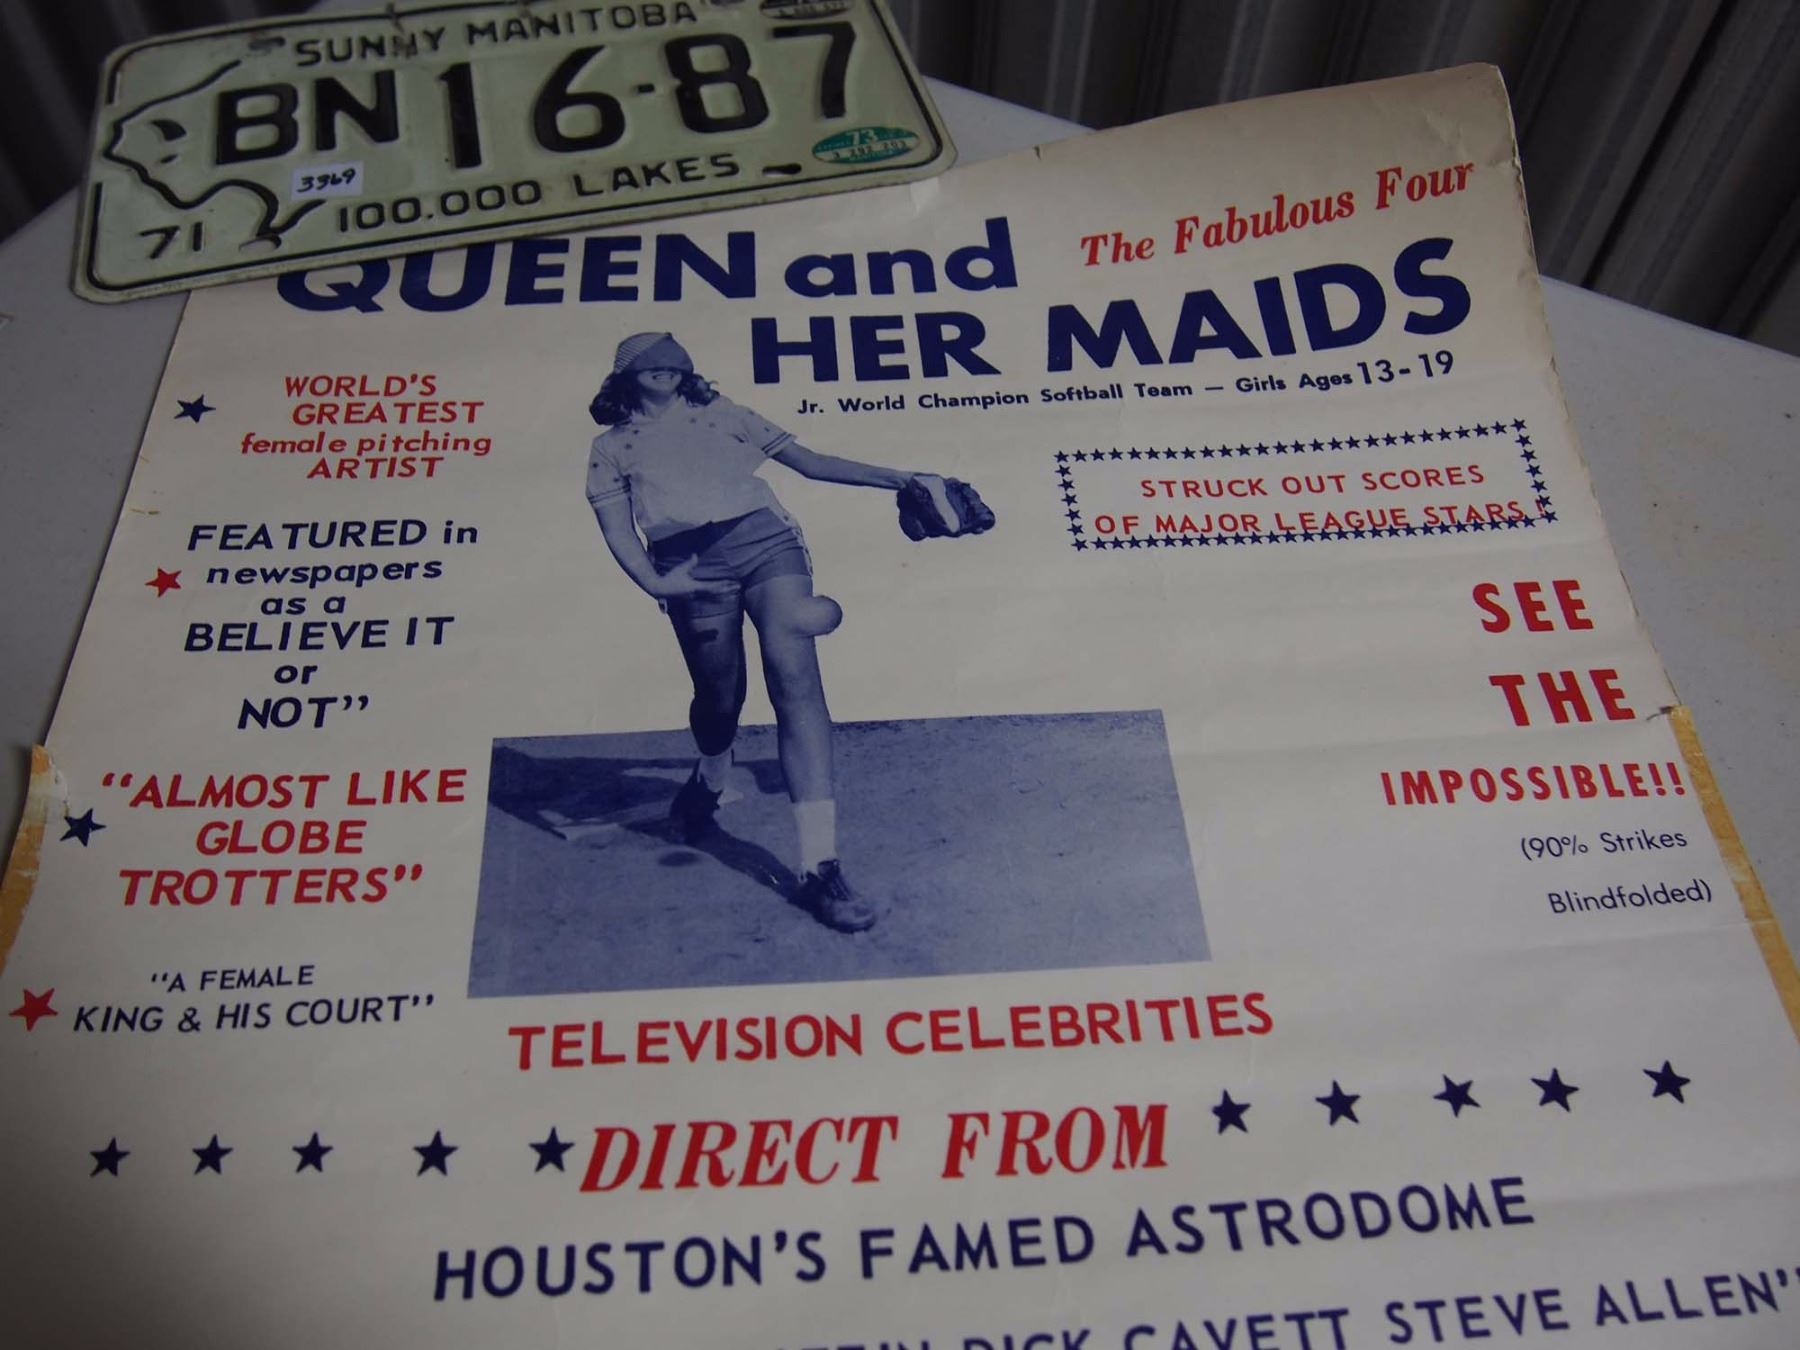 SUNNY MANITOBA
BN16-87
73
3369
100.000 LAKES
71
The Fabulous Four
QUEEN and
HER MAIDS
Jr. World Champion Softball Team — Girls Ages 13-19
WORLD'S
GREATEST
female pitching
ARTIST
STRUCK OUT SCORES
OF MAJOR LEAGUE STARS !
FEATURED in
newspapers
as a
BELIEVE IT
or
NOT"
SEE
THE
IMPOSSIBLE!!
(90% Strikes
Blindfolded)
"ALMOST LIKE
GLOBE
TROTTERS"
"A FEMALE
KING & HIS COURT"
TELEVISION CELEBRITIES
DIRECT FROM
HOUSTON'S FAMED ASTRODOME
DICK CAVETT STEVE ALLEN"